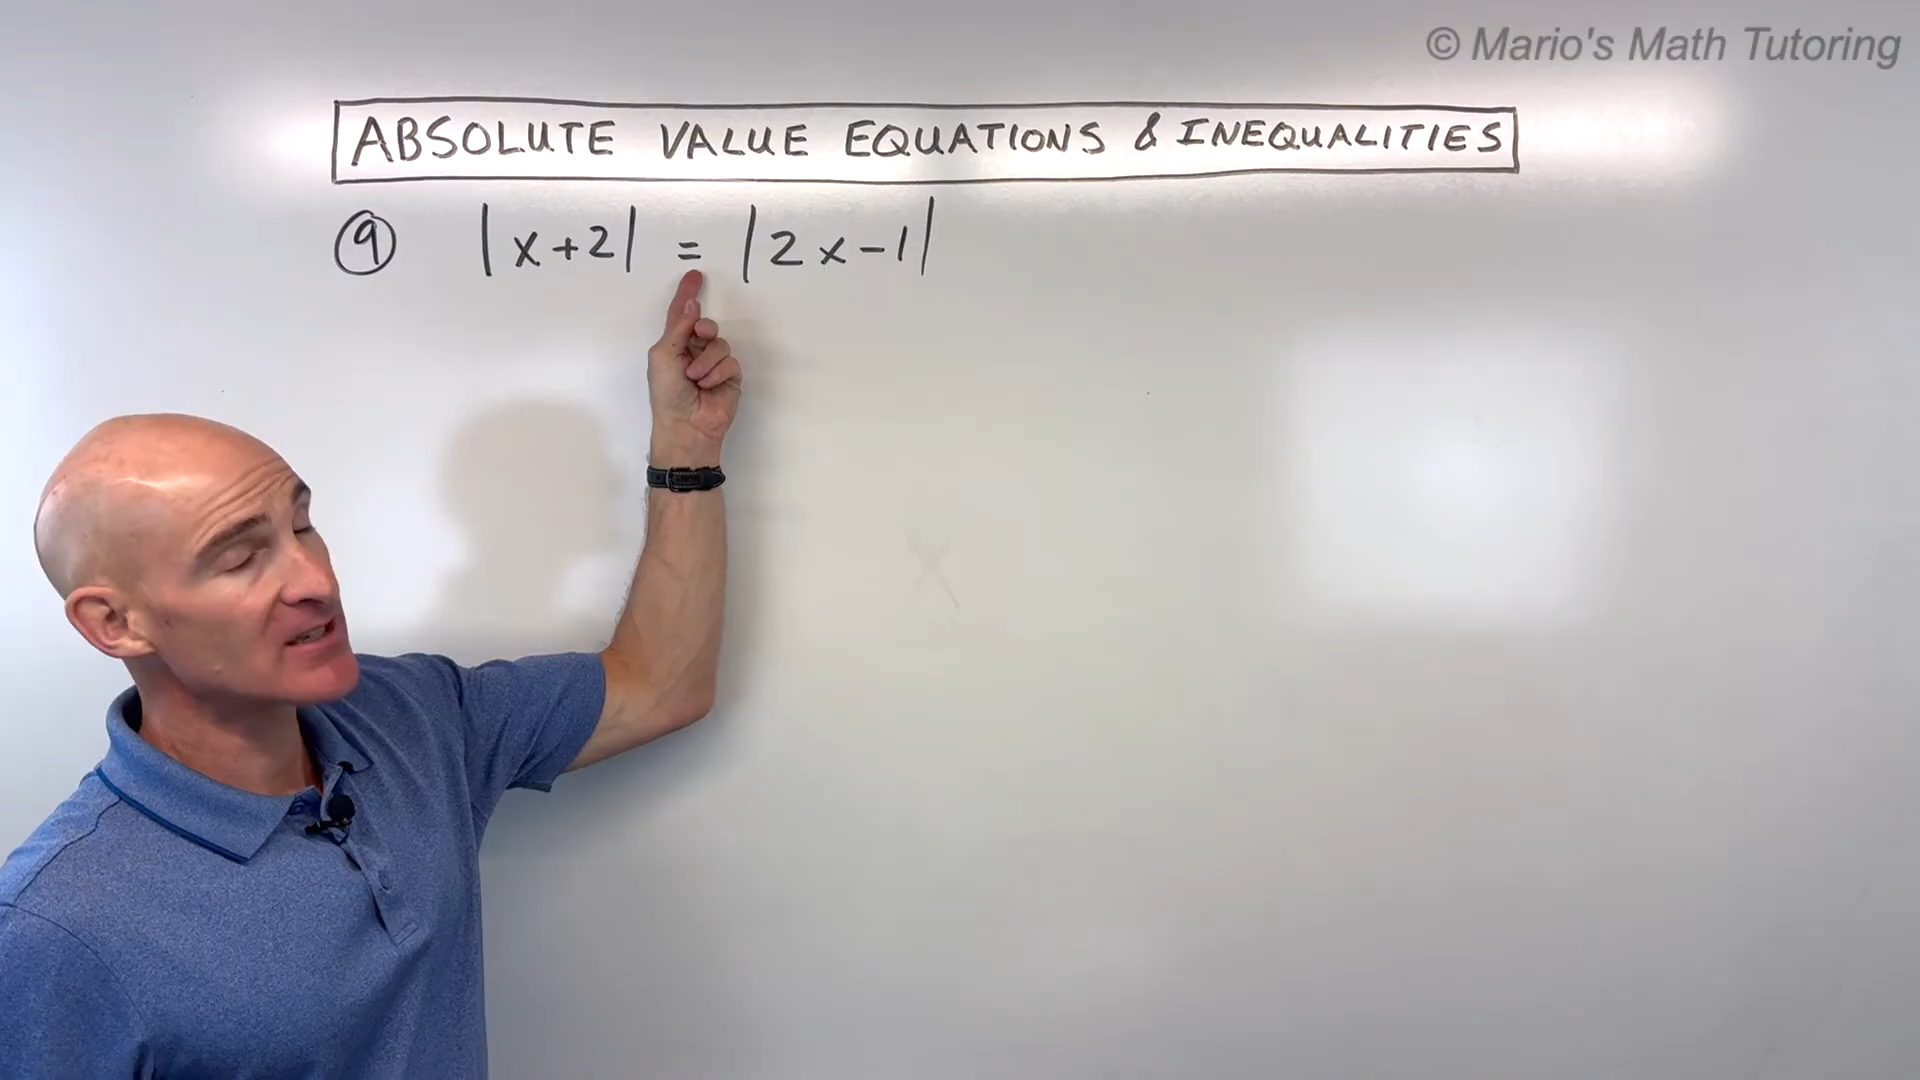 © Mario's Math Tutoring
ABSOLUTE VALUE EQUATIONS & INEQUALITIES
⑨ |x+2| = |2x-1|